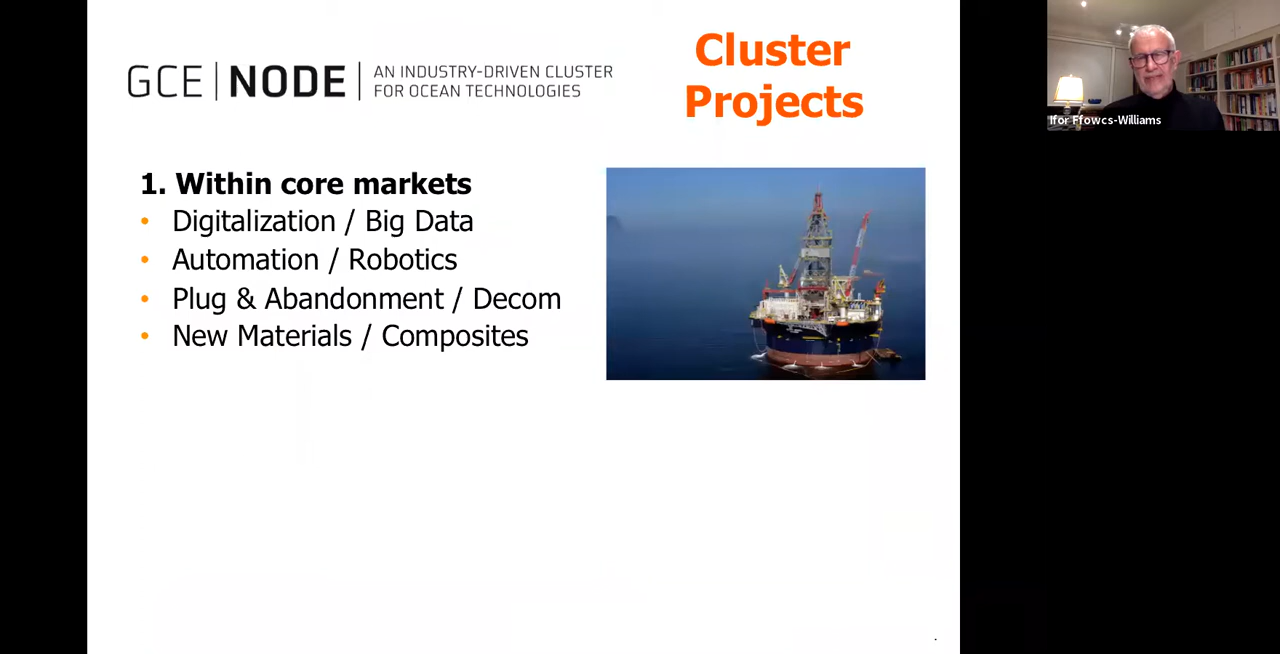 GCE | NODE | AN INDUSTRY-DRIVEN CLUSTER
FOR OCEAN TECHNOLOGIES
Cluster
Projects
1. Within core markets
• Digitalization / Big Data
• Automation / Robotics
• Plug & Abandonment / Decom
• New Materials / Composites
Ifor Ffowcs-Williams